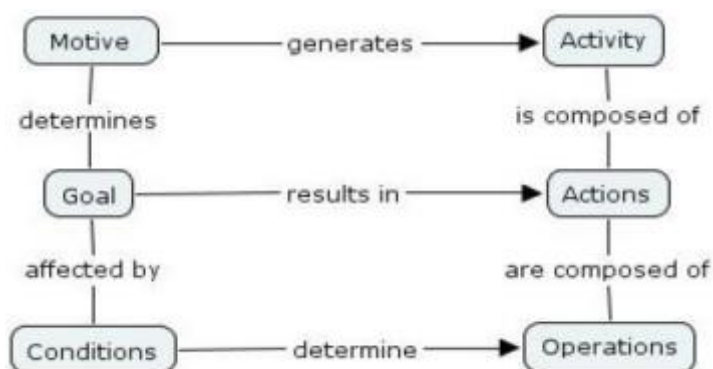 Motive generates Activity
determines is composed of
Goal results in Actions
affected by are composed of
Conditions determine Operations